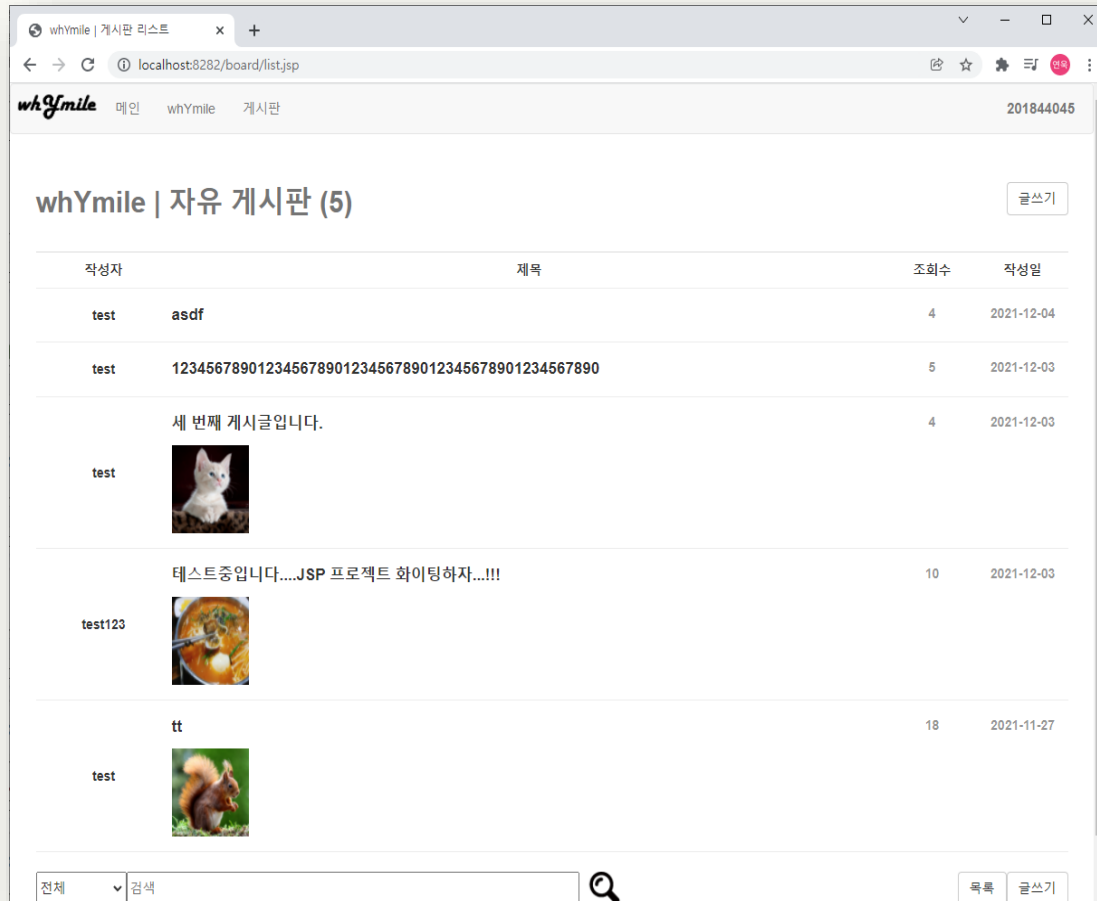 whYmile | 게시판 리스트
localhost:8282/board/list.jsp
연욱
whYmile 메인 whYmile 게시판 201844045
whYmile | 자유 게시판 (5) 글쓰기
작성자 제목 조회수 작성일
test asdf 4 2021-12-04
test 12345678901234567890123456789012345678901234567890 5 2021-12-03
세 번째 게시글입니다. 4 2021-12-03
test
테스트중입니다....JSP 프로젝트 화이팅하자...!!! 10 2021-12-03
test123
tt 18 2021-11-27
test
전체 검색 목록 글쓰기